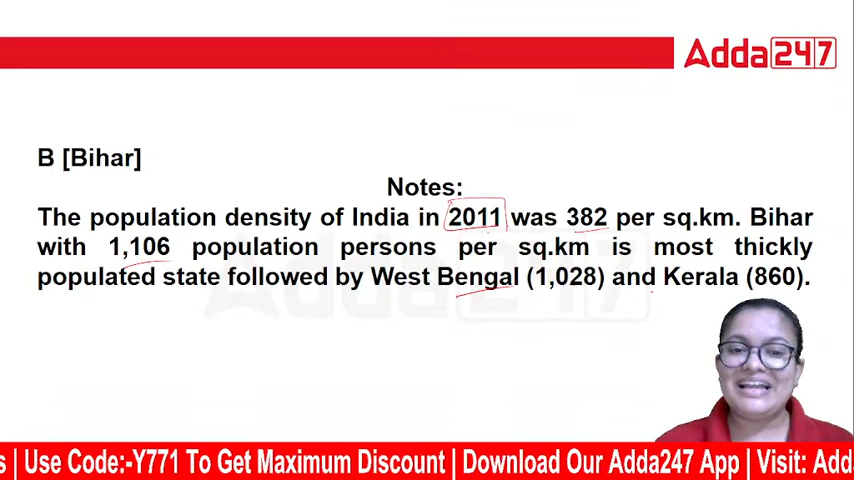 Adda247
B [Bihar]
Notes:
The population density of India in 2011 was 382 per sq.km. Bihar
with 1,106 population persons per sq.km is most thickly
populated state followed by West Bengal (1,028) and Kerala (860).
Adda247
s | Use Code:-Y771 To Get Maximum Discount | Download Our Adda247 App | Visit: Adda